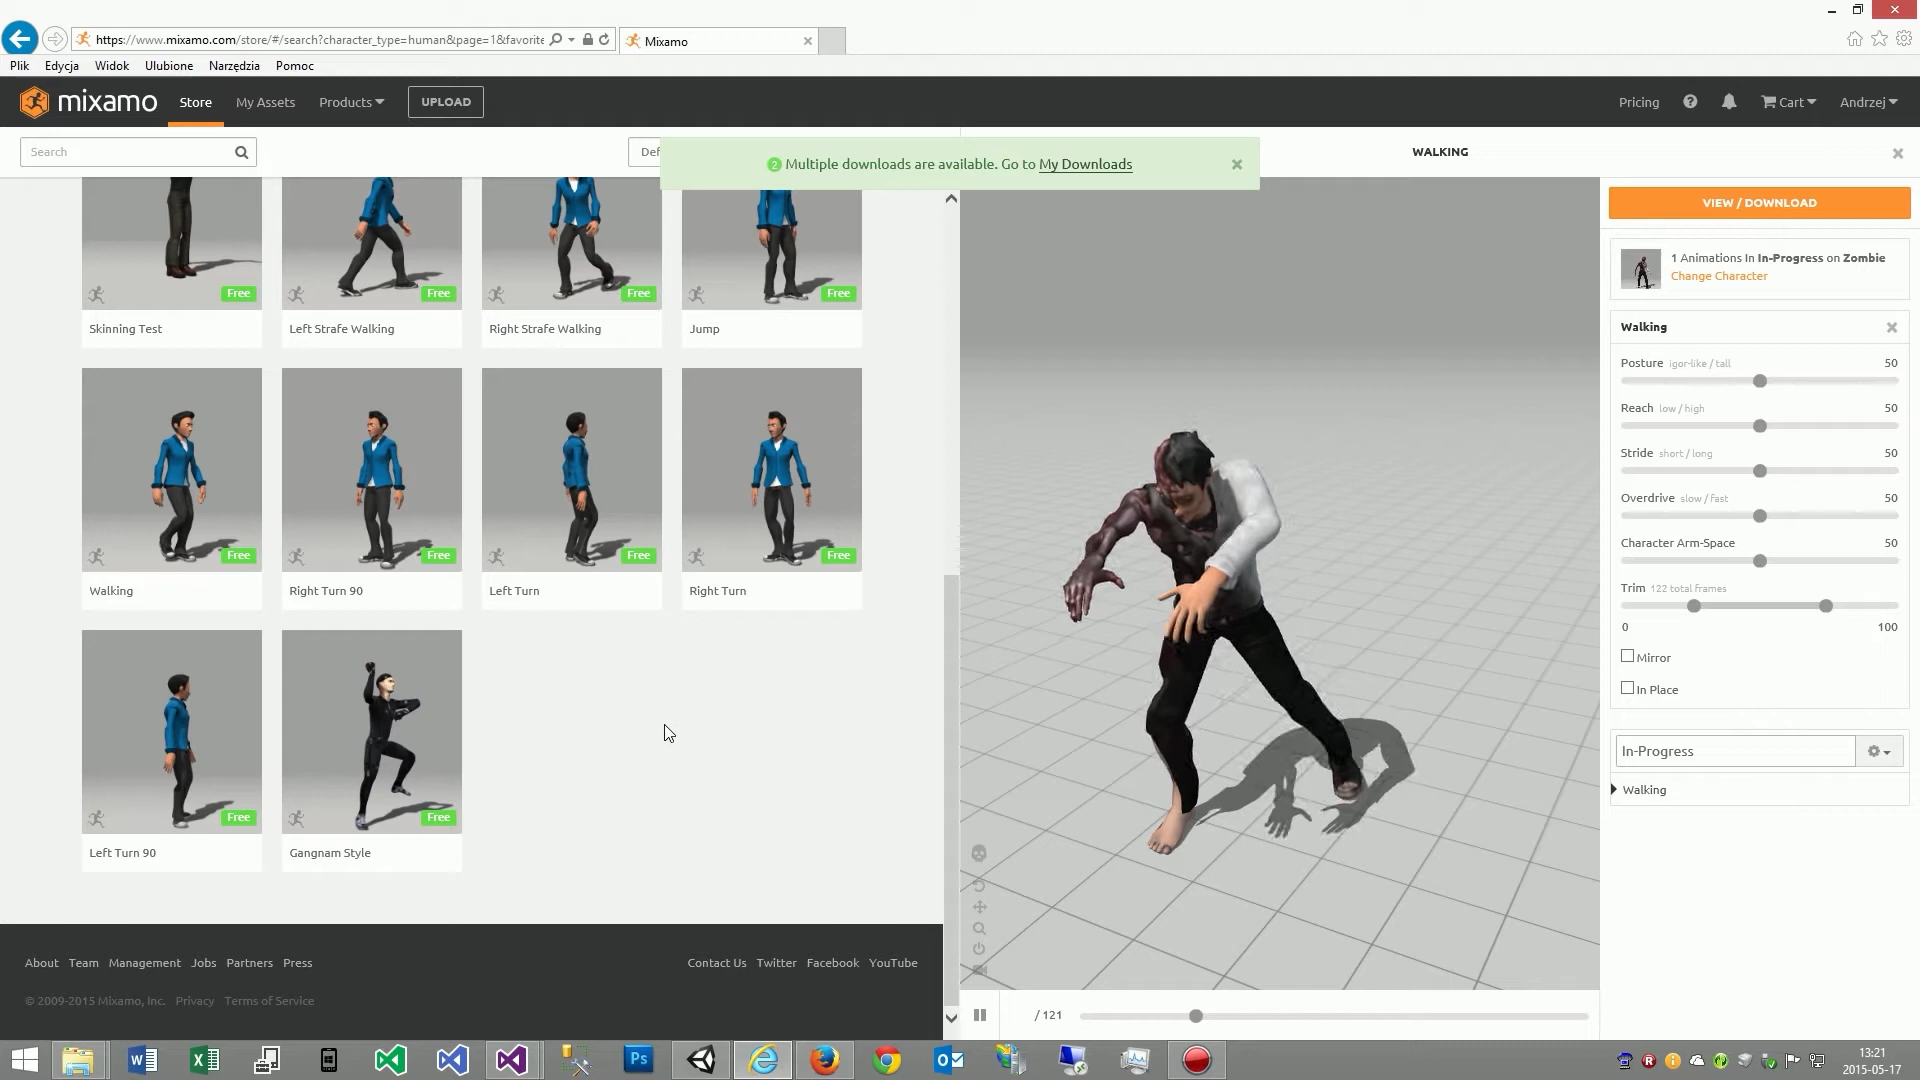 https://www.mixamo.com/store/#/search?character_type=human&page=1&favorite
Mixamo
Plik Edycja Widok Ulubione Narzędzia Pomoc
mixamo Store My Assets Products UPLOAD Pricing Cart Andrzej
Search
Def
2 Multiple downloads are available. Go to My Downloads
WALKING
VIEW / DOWNLOAD
1 Animations In In-Progress on Zombie
Change Character
Free Free Free Free
Skinning Test Left Strafe Walking Right Strafe Walking Jump
Walking
Posture igor-like / tall 50
Reach low / high 50
Stride short / long 50
Overdrive slow / fast 50
Character Arm-Space 50
Trim 122 total frames
0 100
Mirror
In Place
Free Free Free Free
Walking Right Turn 90 Left Turn Right Turn
In-Progress
Walking
Free Free
Left Turn 90 Gangnam Style
About Team Management Jobs Partners Press Contact Us Twitter Facebook YouTube
© 2009-2015 Mixamo, Inc. Privacy Terms of Service
/ 121
Ps
13:21
2015-05-17